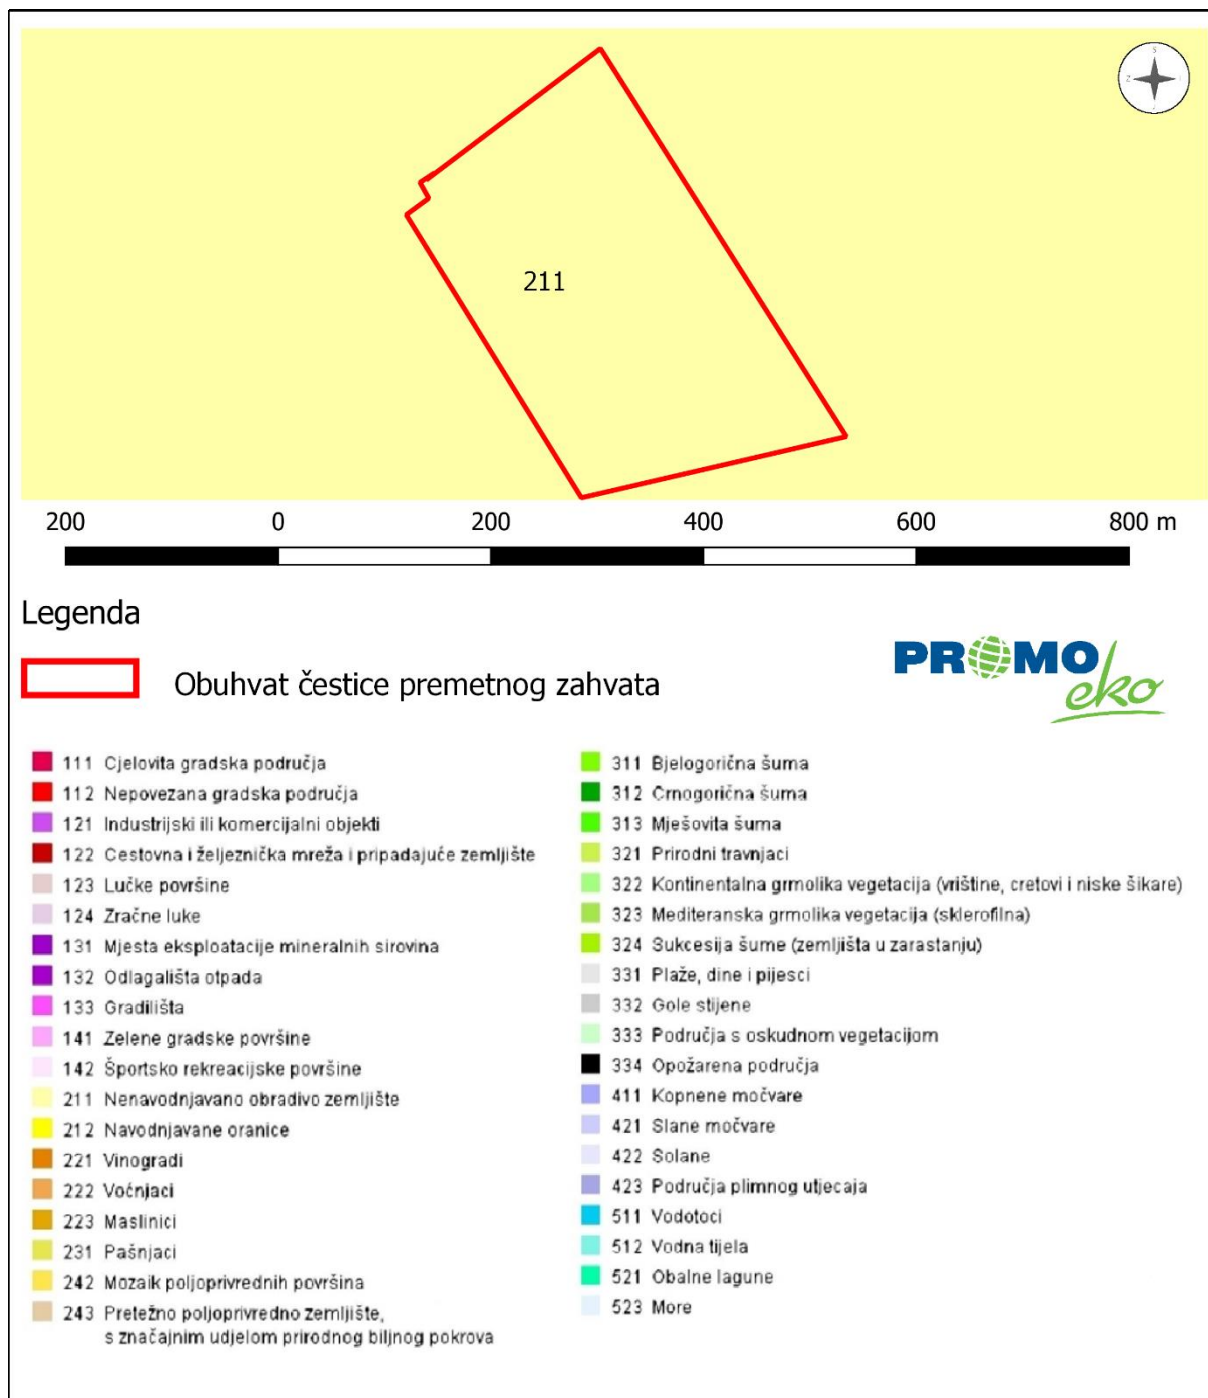 S
Z
211
200 0 200 400 600 800 m
Legenda
PROMO
eko
Obuhvat čestice premetnog zahvata
111 Cjelovita gradska područja
112 Nepovezana gradska područja
121 Industrijski ili komercijalni objekti
122 Cestovna i željeznička mreža i pripadajuće zemljište
123 Lučke površine
124 Zračne luke
131 Mjesta eksploatacije mineralnih sirovina
132 Odlagališta otpada
133 Gradilišta
141 Zelene gradske površine
142 Športsko rekreacijske površine
211 Nenavodnjavano obradivo zemljište
212 Navodnjavane oranice
221 Vinogradi
222 Voćnjaci
223 Maslinici
231 Pašnjaci
242 Mozaik poljoprivrednih površina
243 Pretežno poljoprivredno zemljište,
s značajnim udjelom prirodnog biljnog pokrova
311 Bjelogorična šuma
312 Crnogorična šuma
313 Mješovita šuma
321 Prirodni travnjaci
322 Kontinentalna grmolika vegetacija (vrištine, cretovi i niske šikare)
323 Mediteranska grmolika vegetacija (sklerofilna)
324 Sukcesija šume (zemljišta u zarastanju)
331 Plaže, dine i pijesci
332 Gole stijene
333 Područja s oskudnom vegetacijom
334 Opožarena područja
411 Kopnene močvare
421 Slane močvare
422 Solane
423 Područja plimnog utjecaja
511 Vodotoci
512 Vodna tijela
521 Obalne lagune
523 More